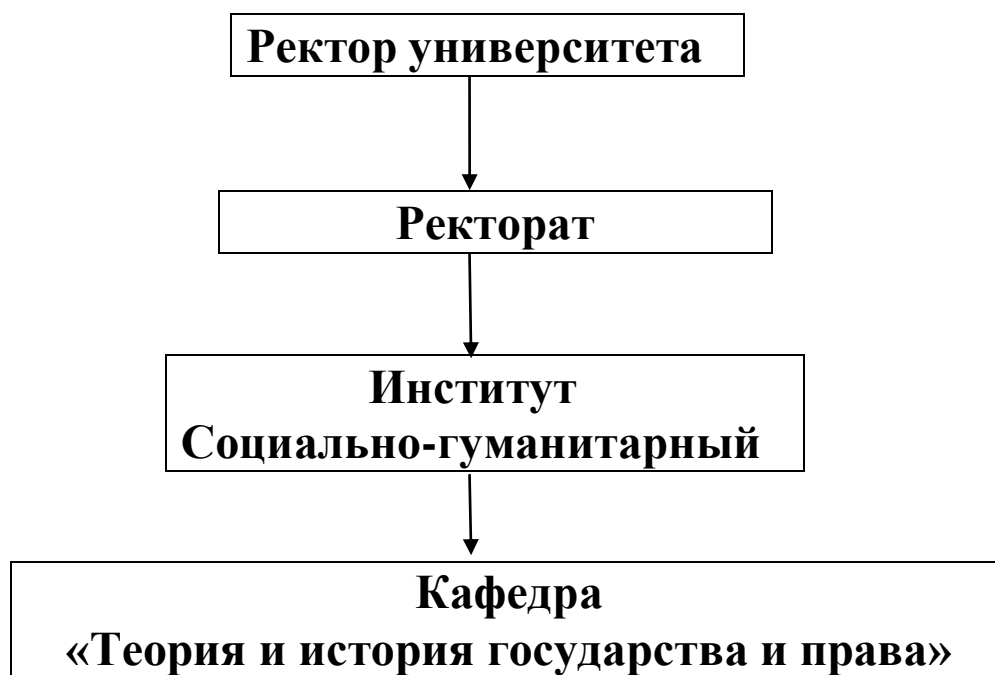 Ректор университета
Ректорат
Институт
Социально-гуманитарный
Кафедра
«Теория и история государства и права»